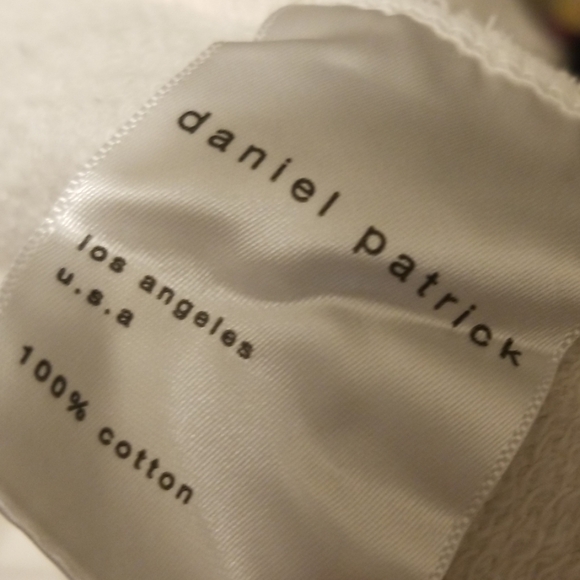 daniel patrick
los angeles
u.s.a
100% cotton